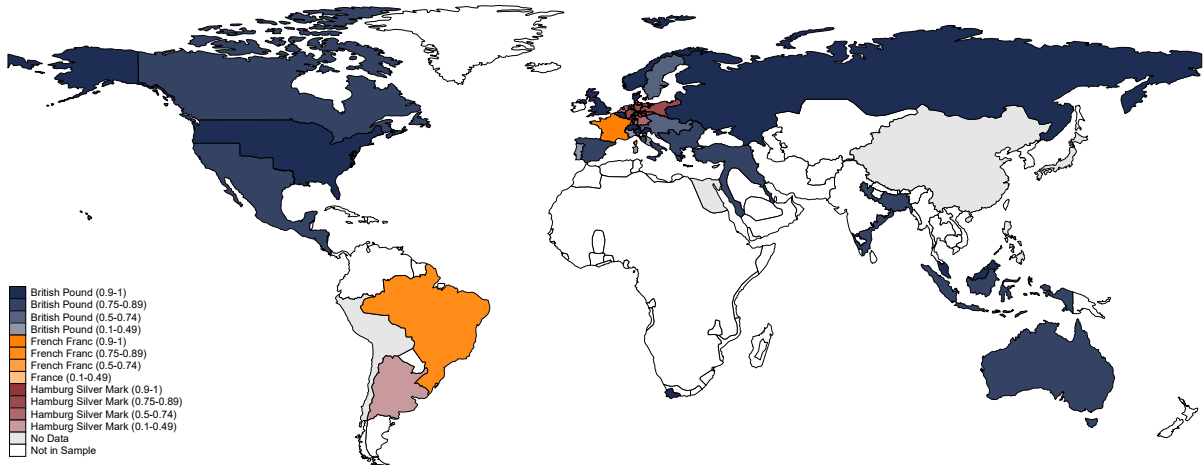 British Pound (0.9-1)
British Pound (0.75-0.89)
British Pound (0.5-0.74)
British Pound (0.1-0.49)
French Franc (0.9-1)
French Franc (0.75-0.89)
French Franc (0.5-0.74)
France (0.1-0.49)
Hamburg Silver Mark (0.9-1)
Hamburg Silver Mark (0.75-0.89)
Hamburg Silver Mark (0.5-0.74)
Hamburg Silver Mark (0.1-0.49)
No Data
Not in Sample